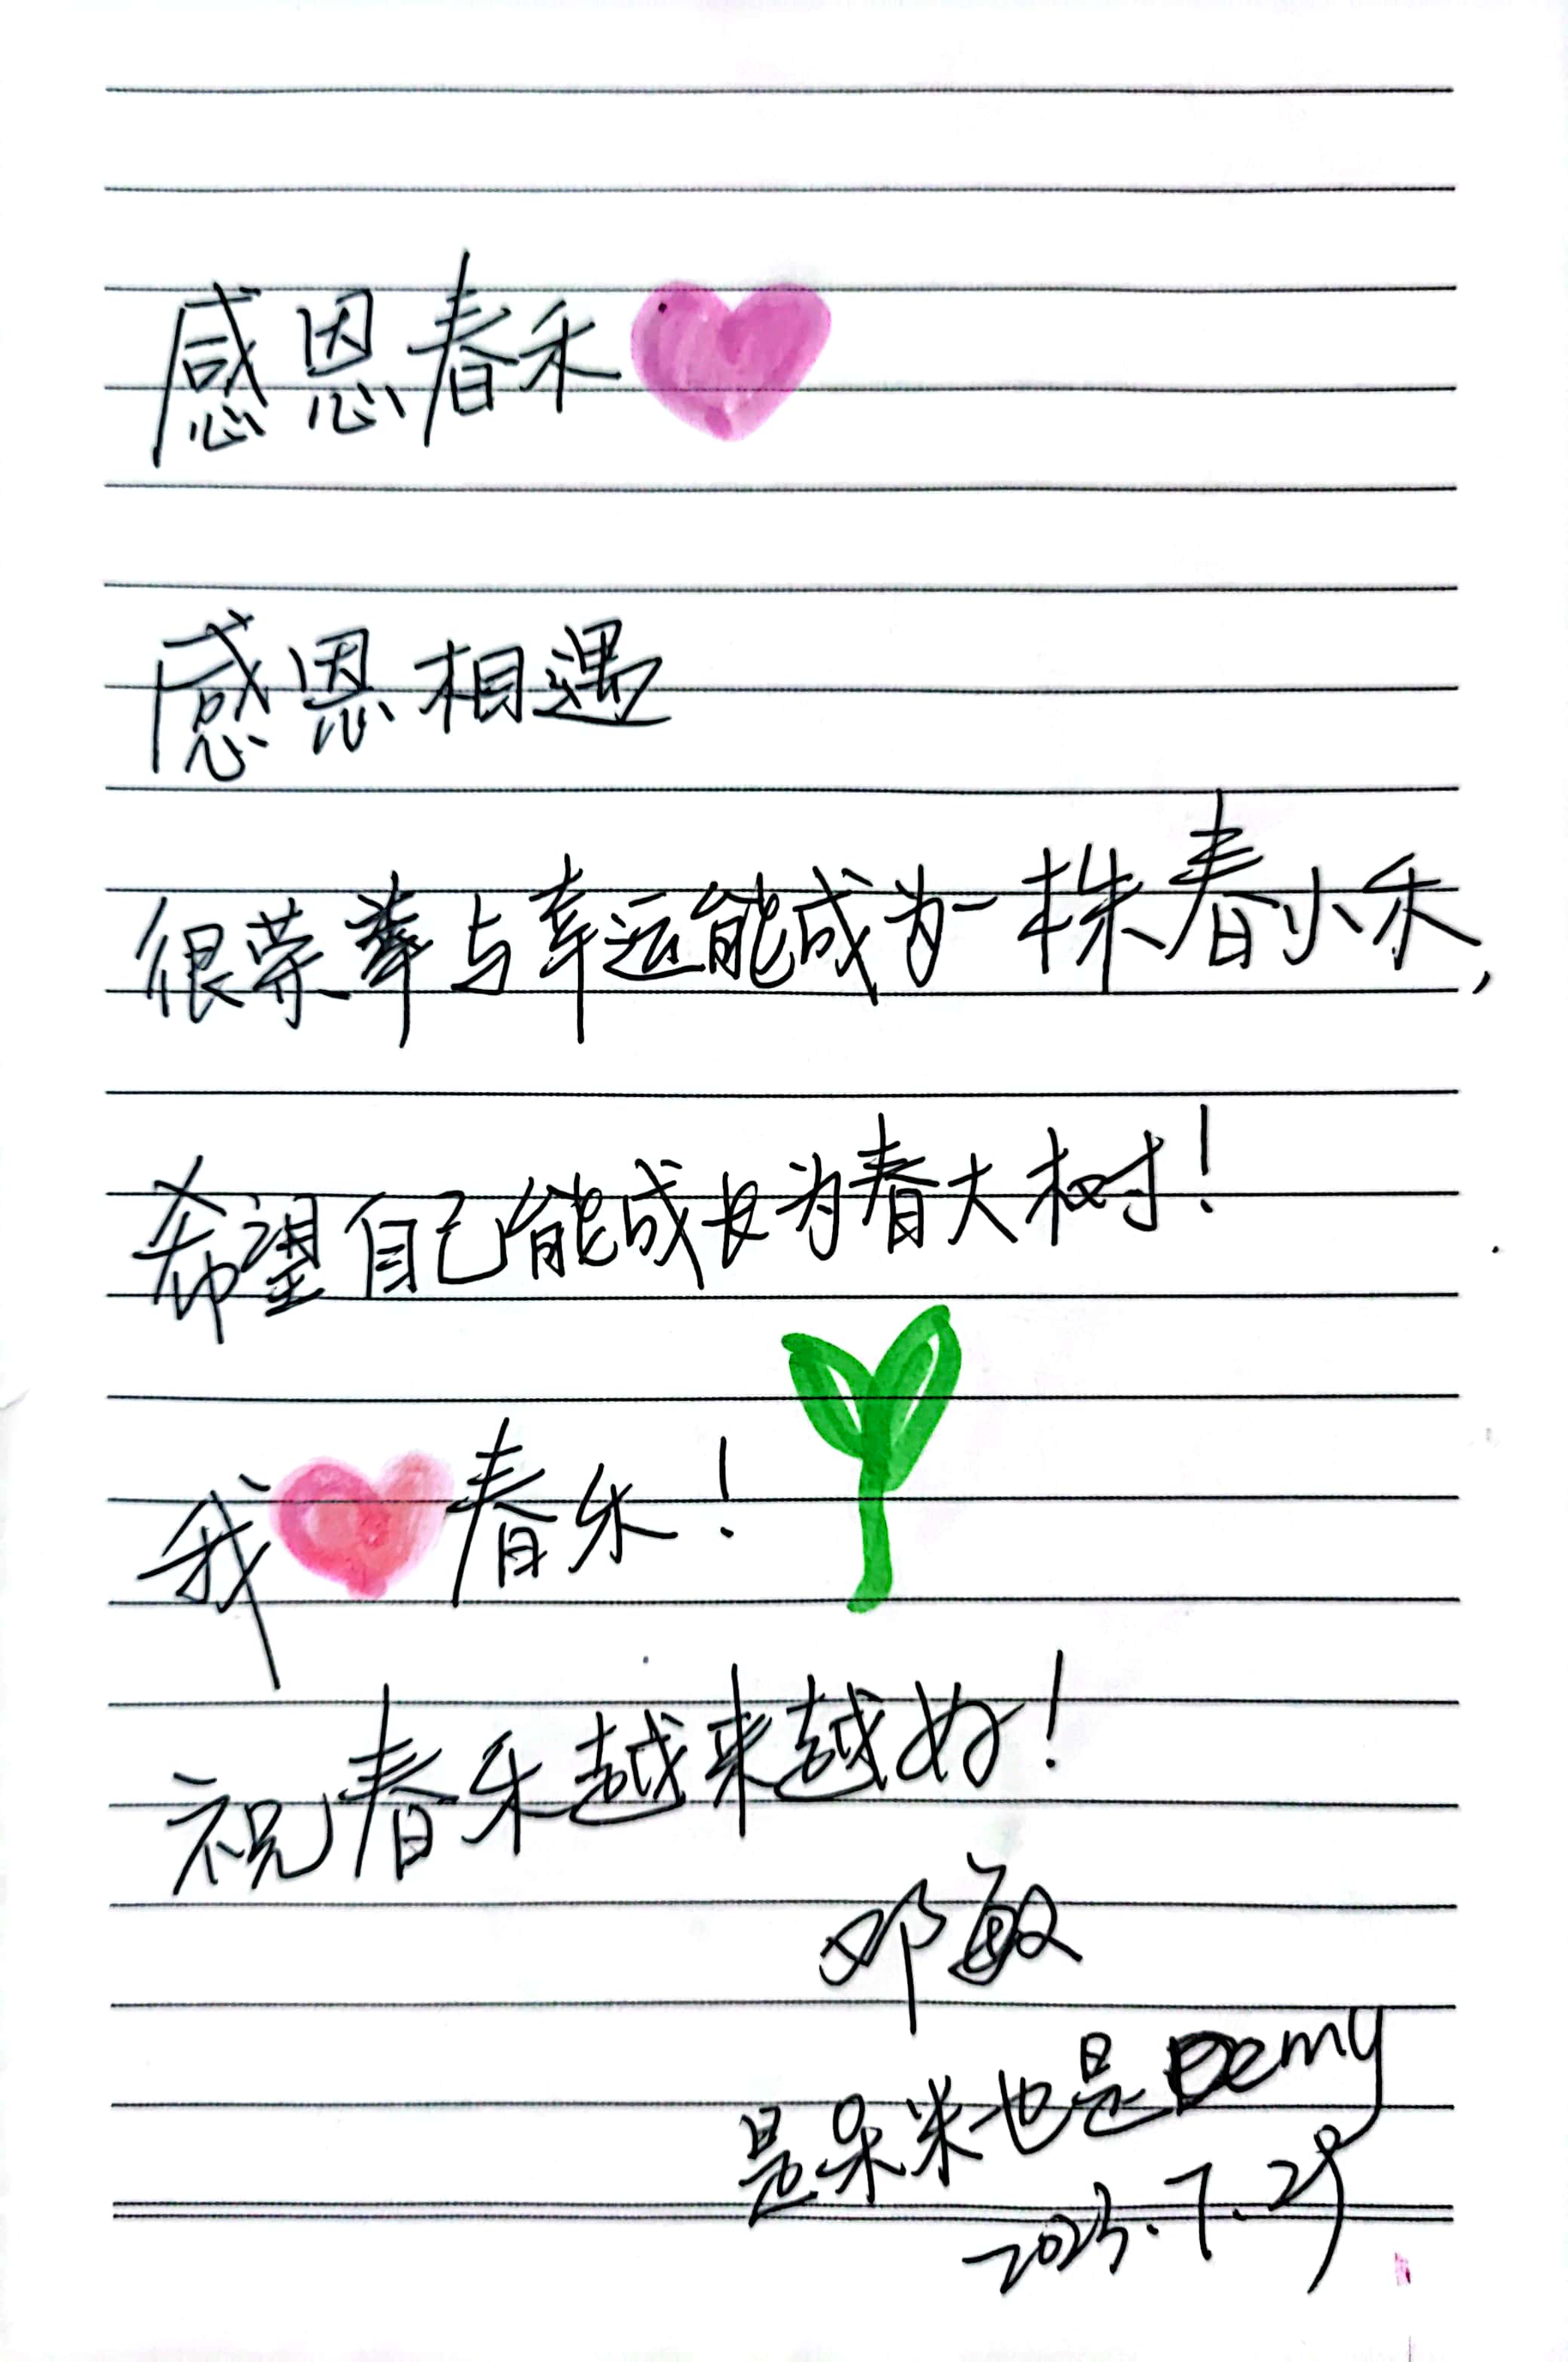 感恩春禾
感恩相遇
很荣幸与幸运能成为一株春小禾,
希望自己能成长为春大树!
我春禾!
祝春禾越来越好!
邓敏
是呆米也是Demy
2023.7.29